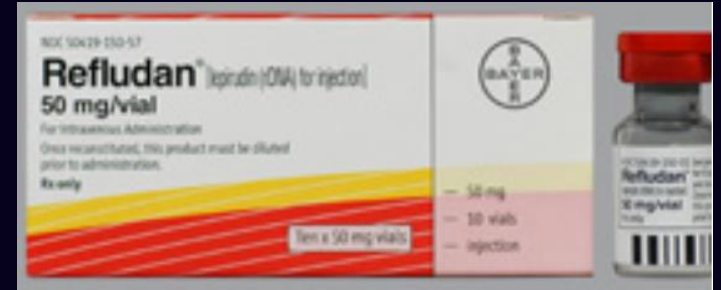 NDC 50419-150-57
Refludan® [lepirudin (rDNA) for injection]
50 mg/vial
For Intravenous Administration
Once reconstituted, this product must be diluted
prior to administration.
Rx only
Ten x 50 mg vials
BAYER
BAYER
— 50 mg
— 10 vials
— injection
Refludan
50 mg/vial